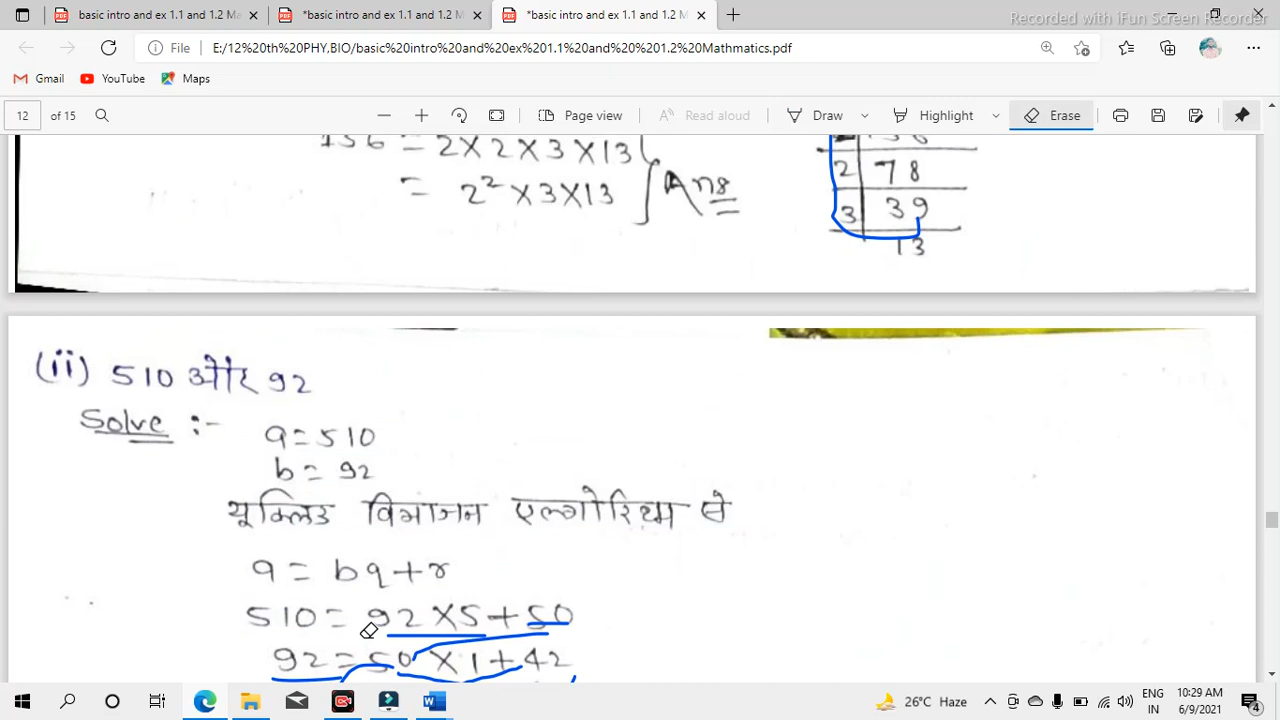 basic intro and ex 1.1 and 1.2 M
*basic intro and ex 1.1 and 1.2 M
*basic intro and ex 1.1 and 1.2 M
Recorded with iFun Screen Recorder
File
E:/12%20th%20PHY.BIO/basic%20intro%20and%20ex%201.1%20and%20%201.2%20Mathmatics.pdf
Gmail
YouTube
Maps
12 of 15
Page view
Read aloud
Draw
Highlight
Erase
156 = 2×2×3×13
= 2²×3×13
Ans
2 78
3 39
13
(ii) 510 और 92
Solve :-
a=510
b= 92
यूक्लिड विभाजन एल्गोरिथ्म से
a = bq+r
510= 92×5+50
92=50×1+42
26°C Haze
ENG
IN
10:29 AM
6/9/2021
4